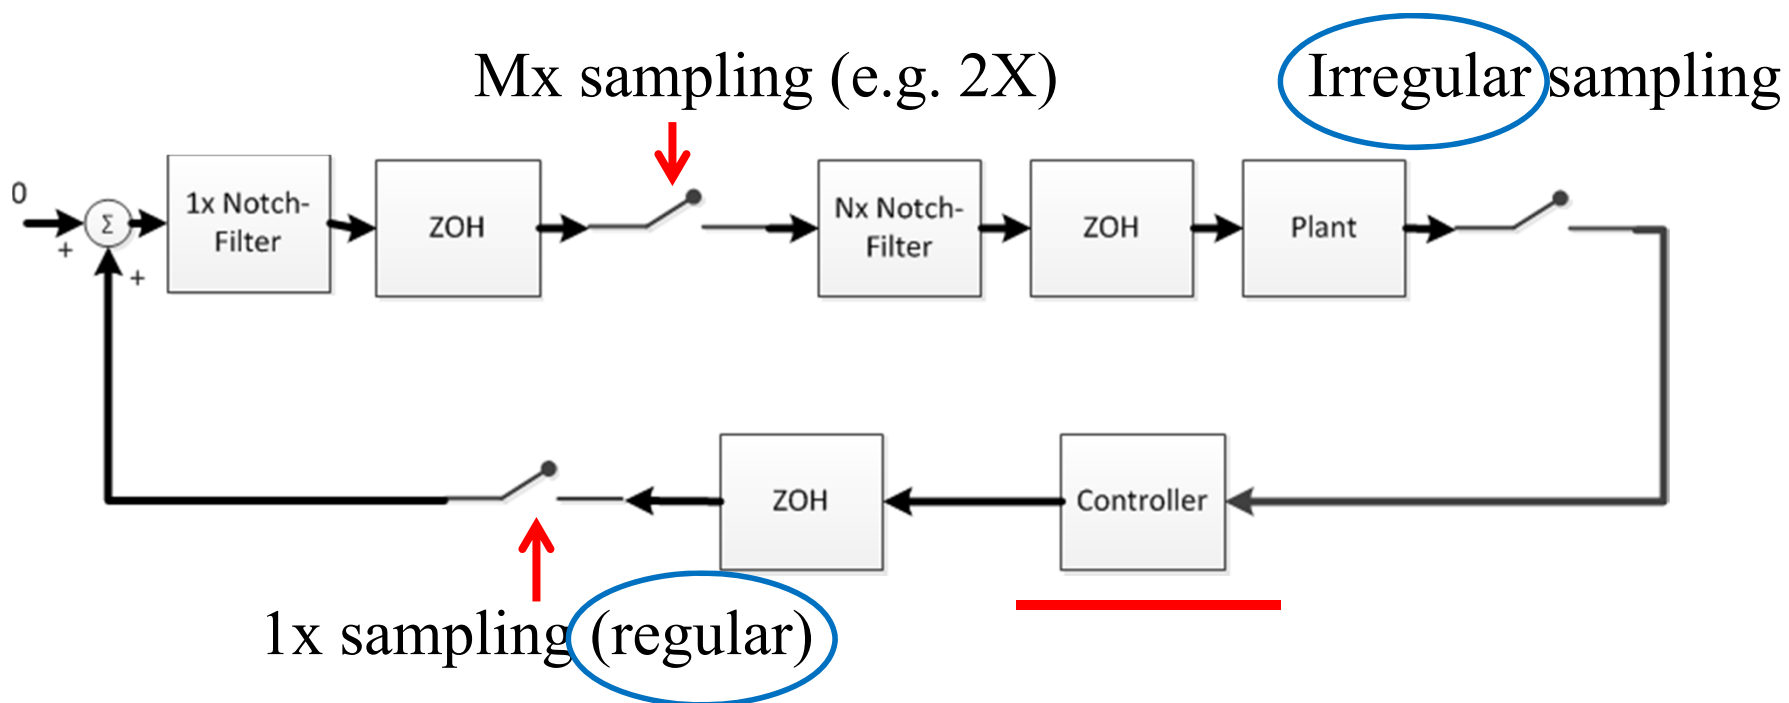 Mx sampling (e.g. 2X)
Irregular sampling
0
+
Σ
+
1x Notch-
Filter
ZOH
Nx Notch-
Filter
ZOH
Plant
ZOH
Controller
1x sampling (regular)